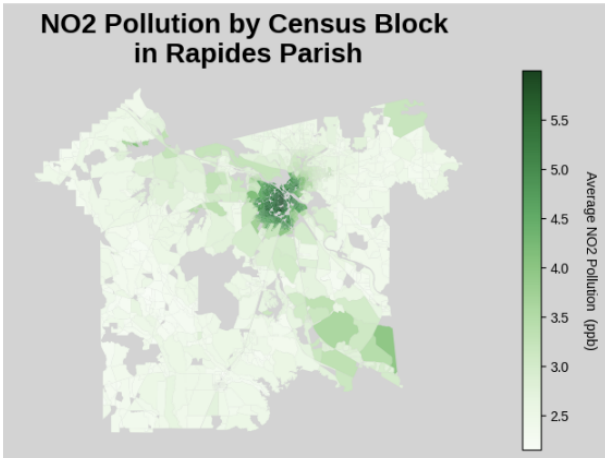 NO2 Pollution by Census Block
in Rapides Parish
5.5
5.0
4.5
4.0
3.5
3.0
2.5
Average NO2 Pollution (ppb)